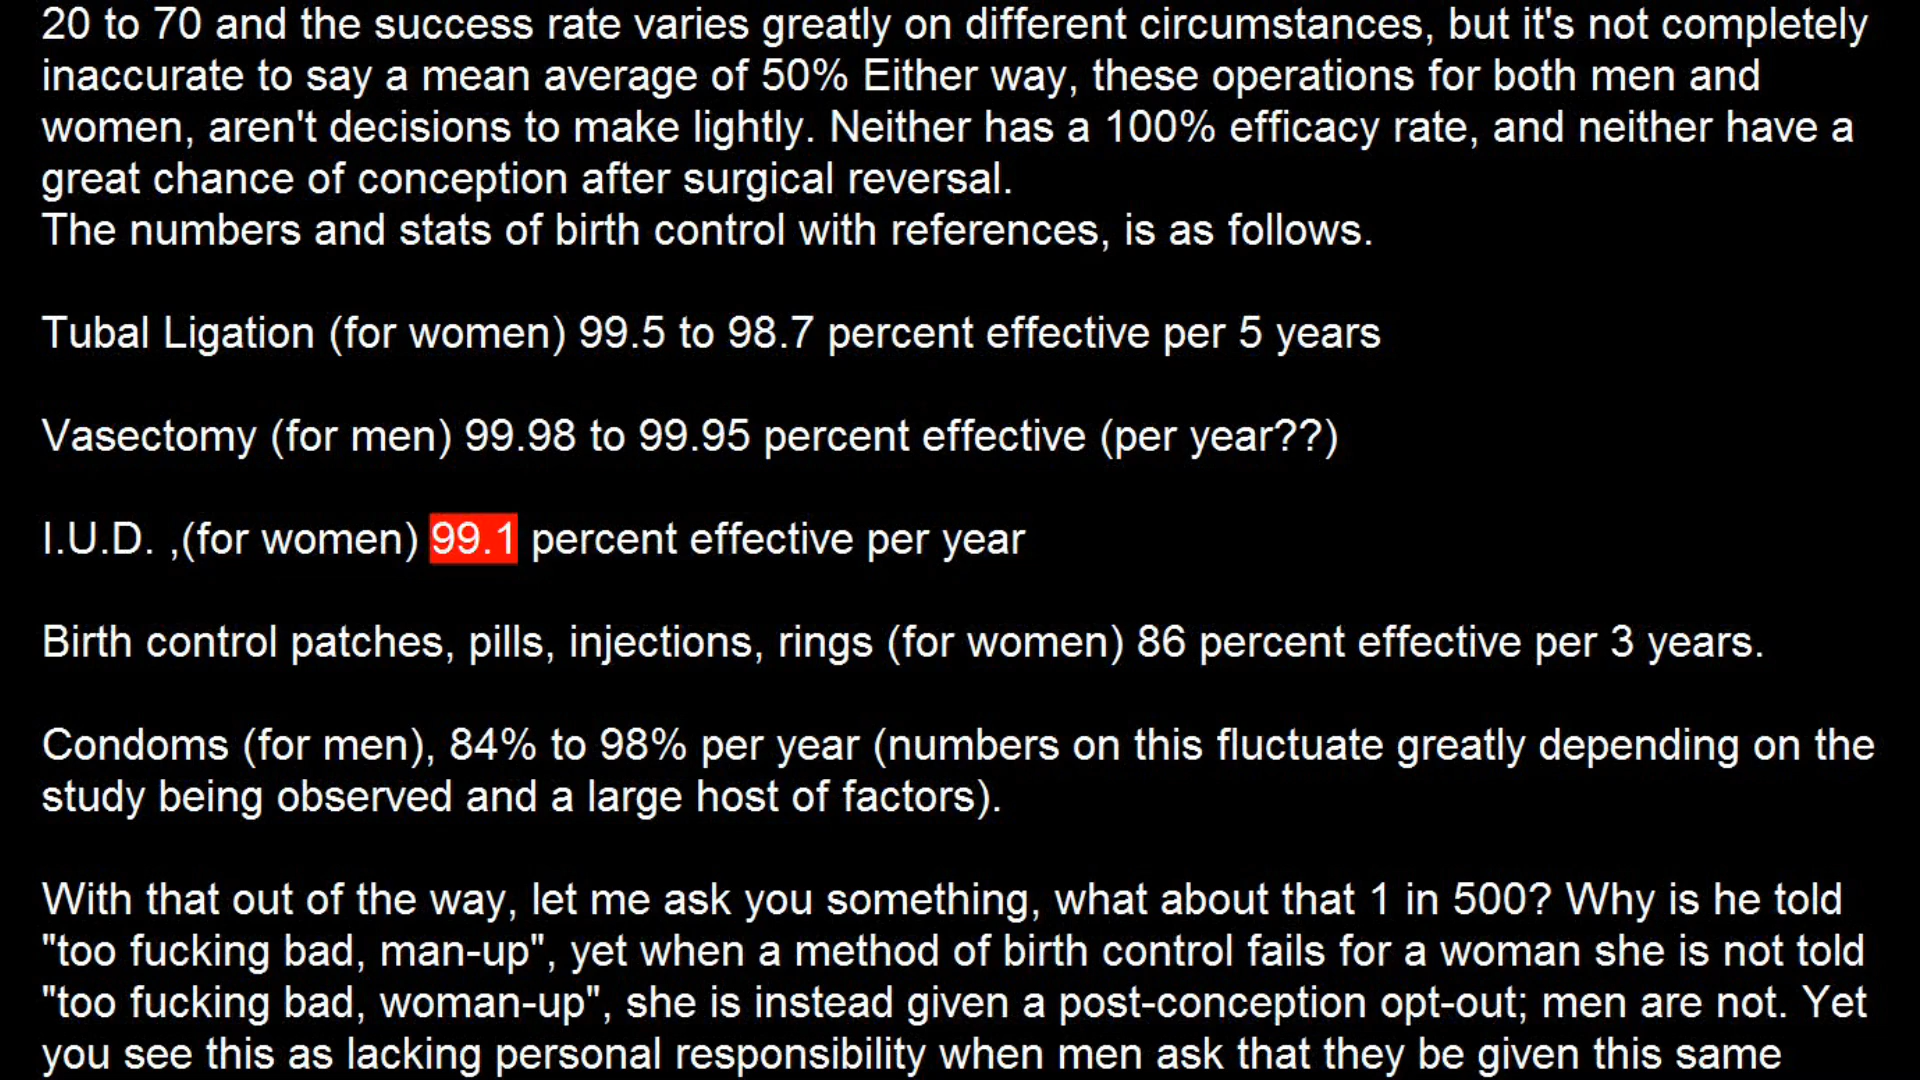 20 to 70 and the success rate varies greatly on different circumstances, but it's not completely
inaccurate to say a mean average of 50% Either way, these operations for both men and
women, aren't decisions to make lightly. Neither has a 100% efficacy rate, and neither have a
great chance of conception after surgical reversal.
The numbers and stats of birth control with references, is as follows.
Tubal Ligation (for women) 99.5 to 98.7 percent effective per 5 years
Vasectomy (for men) 99.98 to 99.95 percent effective (per year??)
I.U.D. ,(for women) 99.1 percent effective per year
Birth control patches, pills, injections, rings (for women) 86 percent effective per 3 years.
Condoms (for men), 84% to 98% per year (numbers on this fluctuate greatly depending on the
study being observed and a large host of factors).
With that out of the way, let me ask you something, what about that 1 in 500? Why is he told
"too fucking bad, man-up", yet when a method of birth control fails for a woman she is not told
"too fucking bad, woman-up", she is instead given a post-conception opt-out; men are not. Yet
you see this as lacking personal responsibility when men ask that they be given this same